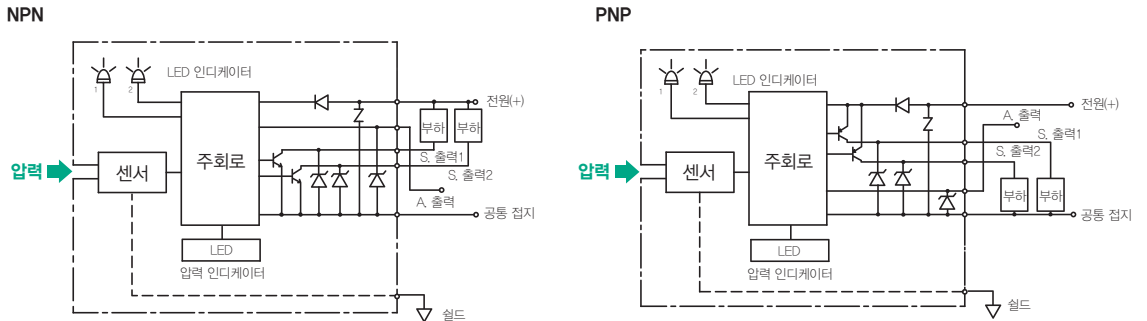 NPN
LED 인디케이터
1
2
전원(+)
부하
부하
압력
센서
주회로
S. 출력1
S. 출력2
A. 출력
공통 접지
LED
압력 인디케이터
쉴드
PNP
LED 인디케이터
1
2
전원(+)
A. 출력
S. 출력1
S. 출력2
압력
센서
주회로
부하
부하
공통 접지
LED
압력 인디케이터
쉴드